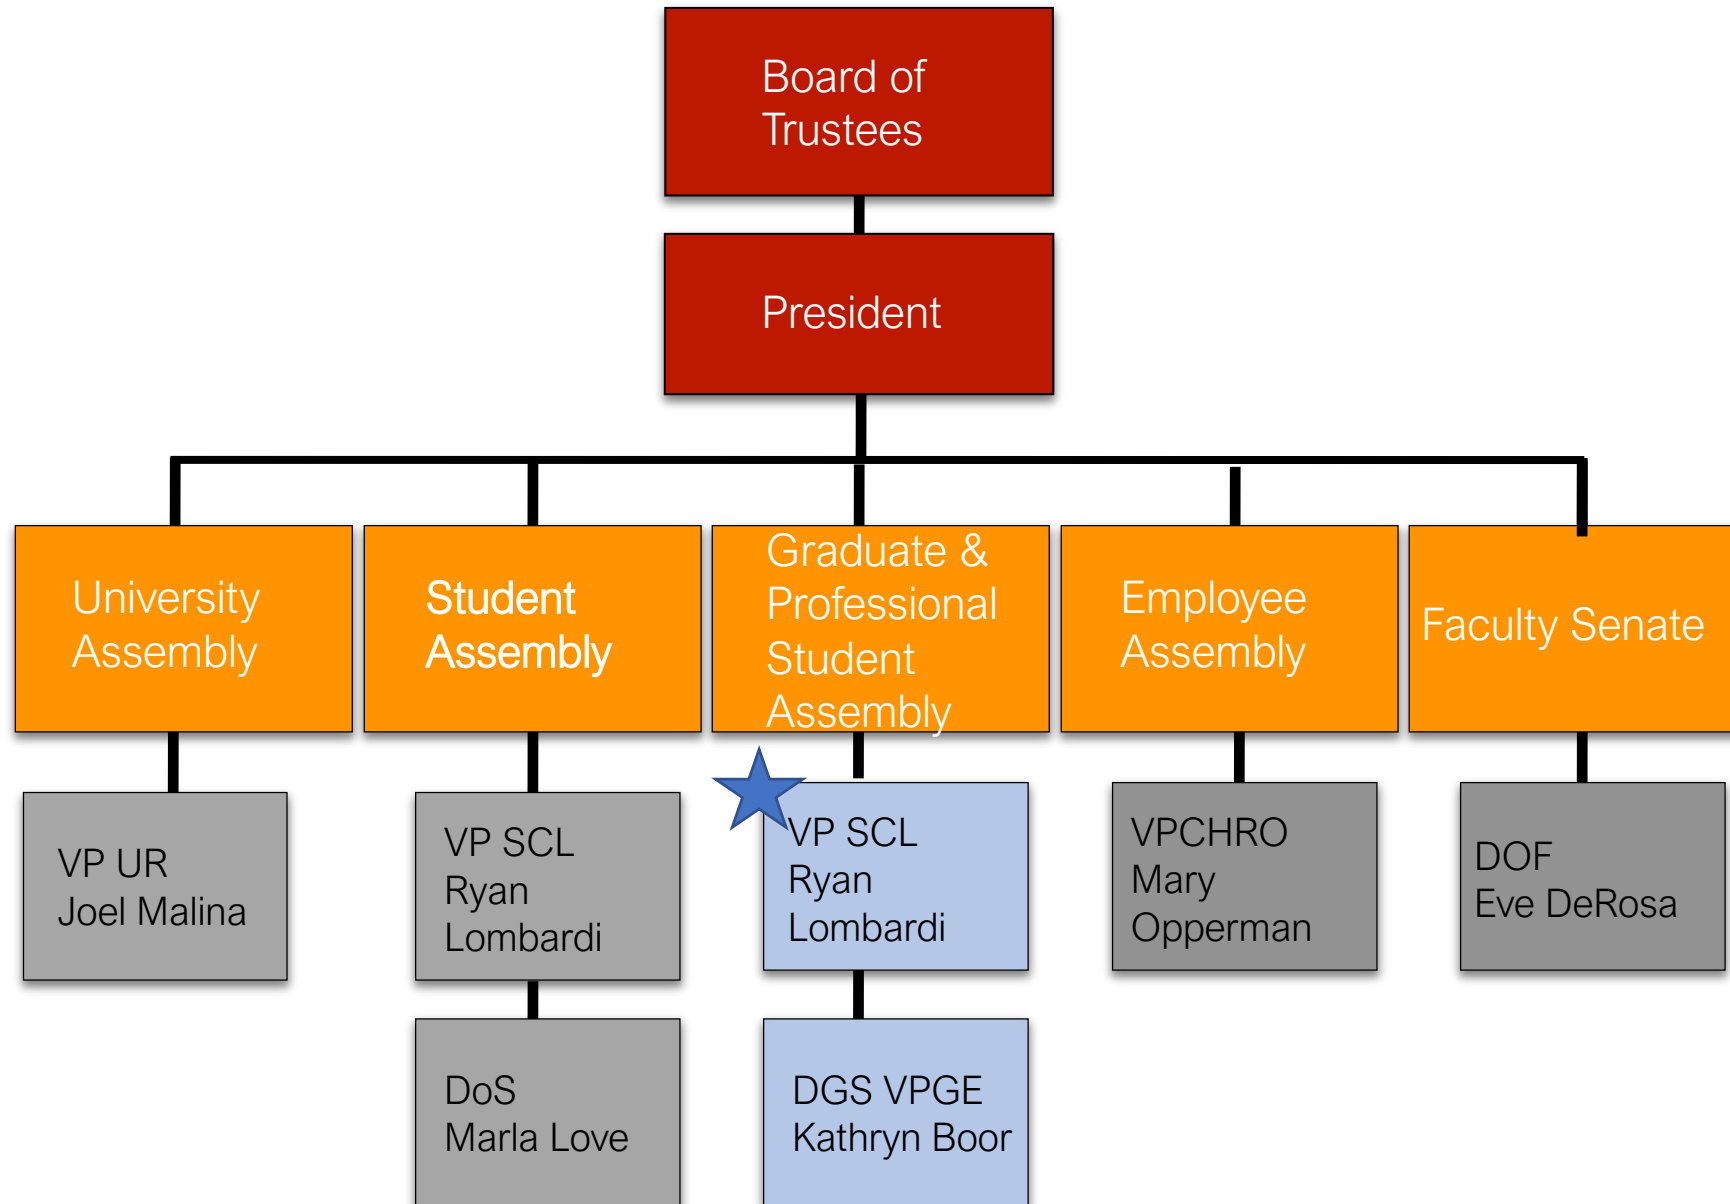 Board of
Trustees
President
University
Assembly
Student
Assembly
Graduate &
Professional
Student
Assembly
Employee
Assembly
Faculty Senate
VP UR
Joel Malina
VP SCL
Ryan
Lombardi
VP SCL
Ryan
Lombardi
VPCHRO
Mary
Opperman
DOF
Eve DeRosa
DoS
Marla Love
DGS VPGE
Kathryn Boor